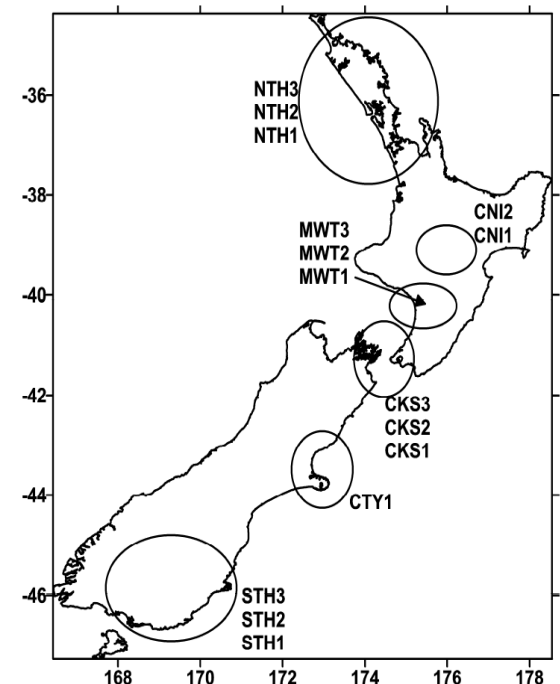 -36
NTH3
NTH2
NTH1
-38
CNI2
CNI1
MWT3
MWT2
MWT1
-40
-42
CKS3
CKS2
CKS1
-44
CTY1
-46
STH3
STH2
STH1
168 170 172 174 176 178